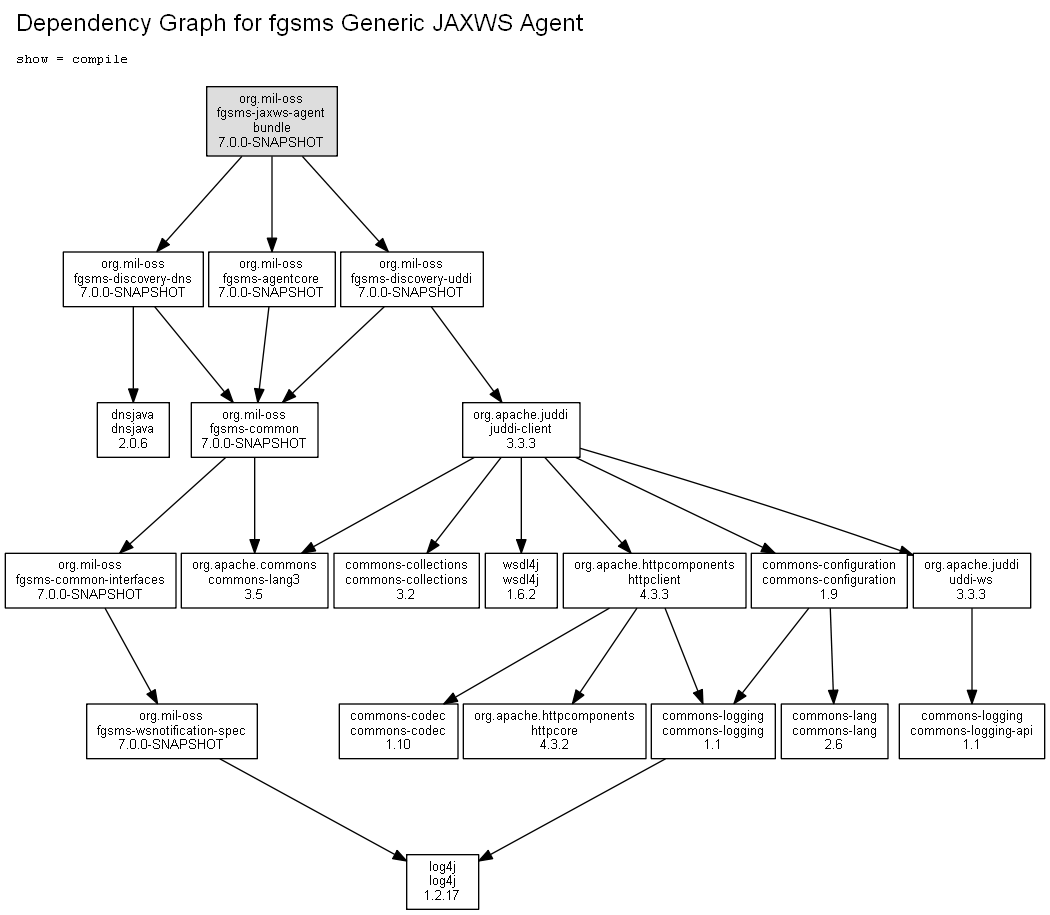 Dependency Graph for fgsms Generic JAXWS Agent
show = compile
org.mil-oss
fgsms-jaxws-agent
bundle
7.0.0-SNAPSHOT
org.mil-oss
fgsms-discovery-dns
7.0.0-SNAPSHOT
org.mil-oss
fgsms-agentcore
7.0.0-SNAPSHOT
org.mil-oss
fgsms-discovery-uddi
7.0.0-SNAPSHOT
dnsjava
dnsjava
2.0.6
org.mil-oss
fgsms-common
7.0.0-SNAPSHOT
org.apache.juddi
juddi-client
3.3.3
org.mil-oss
fgsms-common-interfaces
7.0.0-SNAPSHOT
org.apache.commons
commons-lang3
3.5
commons-collections
commons-collections
3.2
wsdl4j
wsdl4j
1.6.2
org.apache.httpcomponents
httpclient
4.3.3
commons-configuration
commons-configuration
1.9
org.apache.juddi
uddi-ws
3.3.3
org.mil-oss
fgsms-wsnotification-spec
7.0.0-SNAPSHOT
commons-codec
commons-codec
1.10
org.apache.httpcomponents
httpcore
4.3.2
commons-logging
commons-logging
1.1
commons-lang
commons-lang
2.6
commons-logging
commons-logging-api
1.1
log4j
log4j
1.2.17